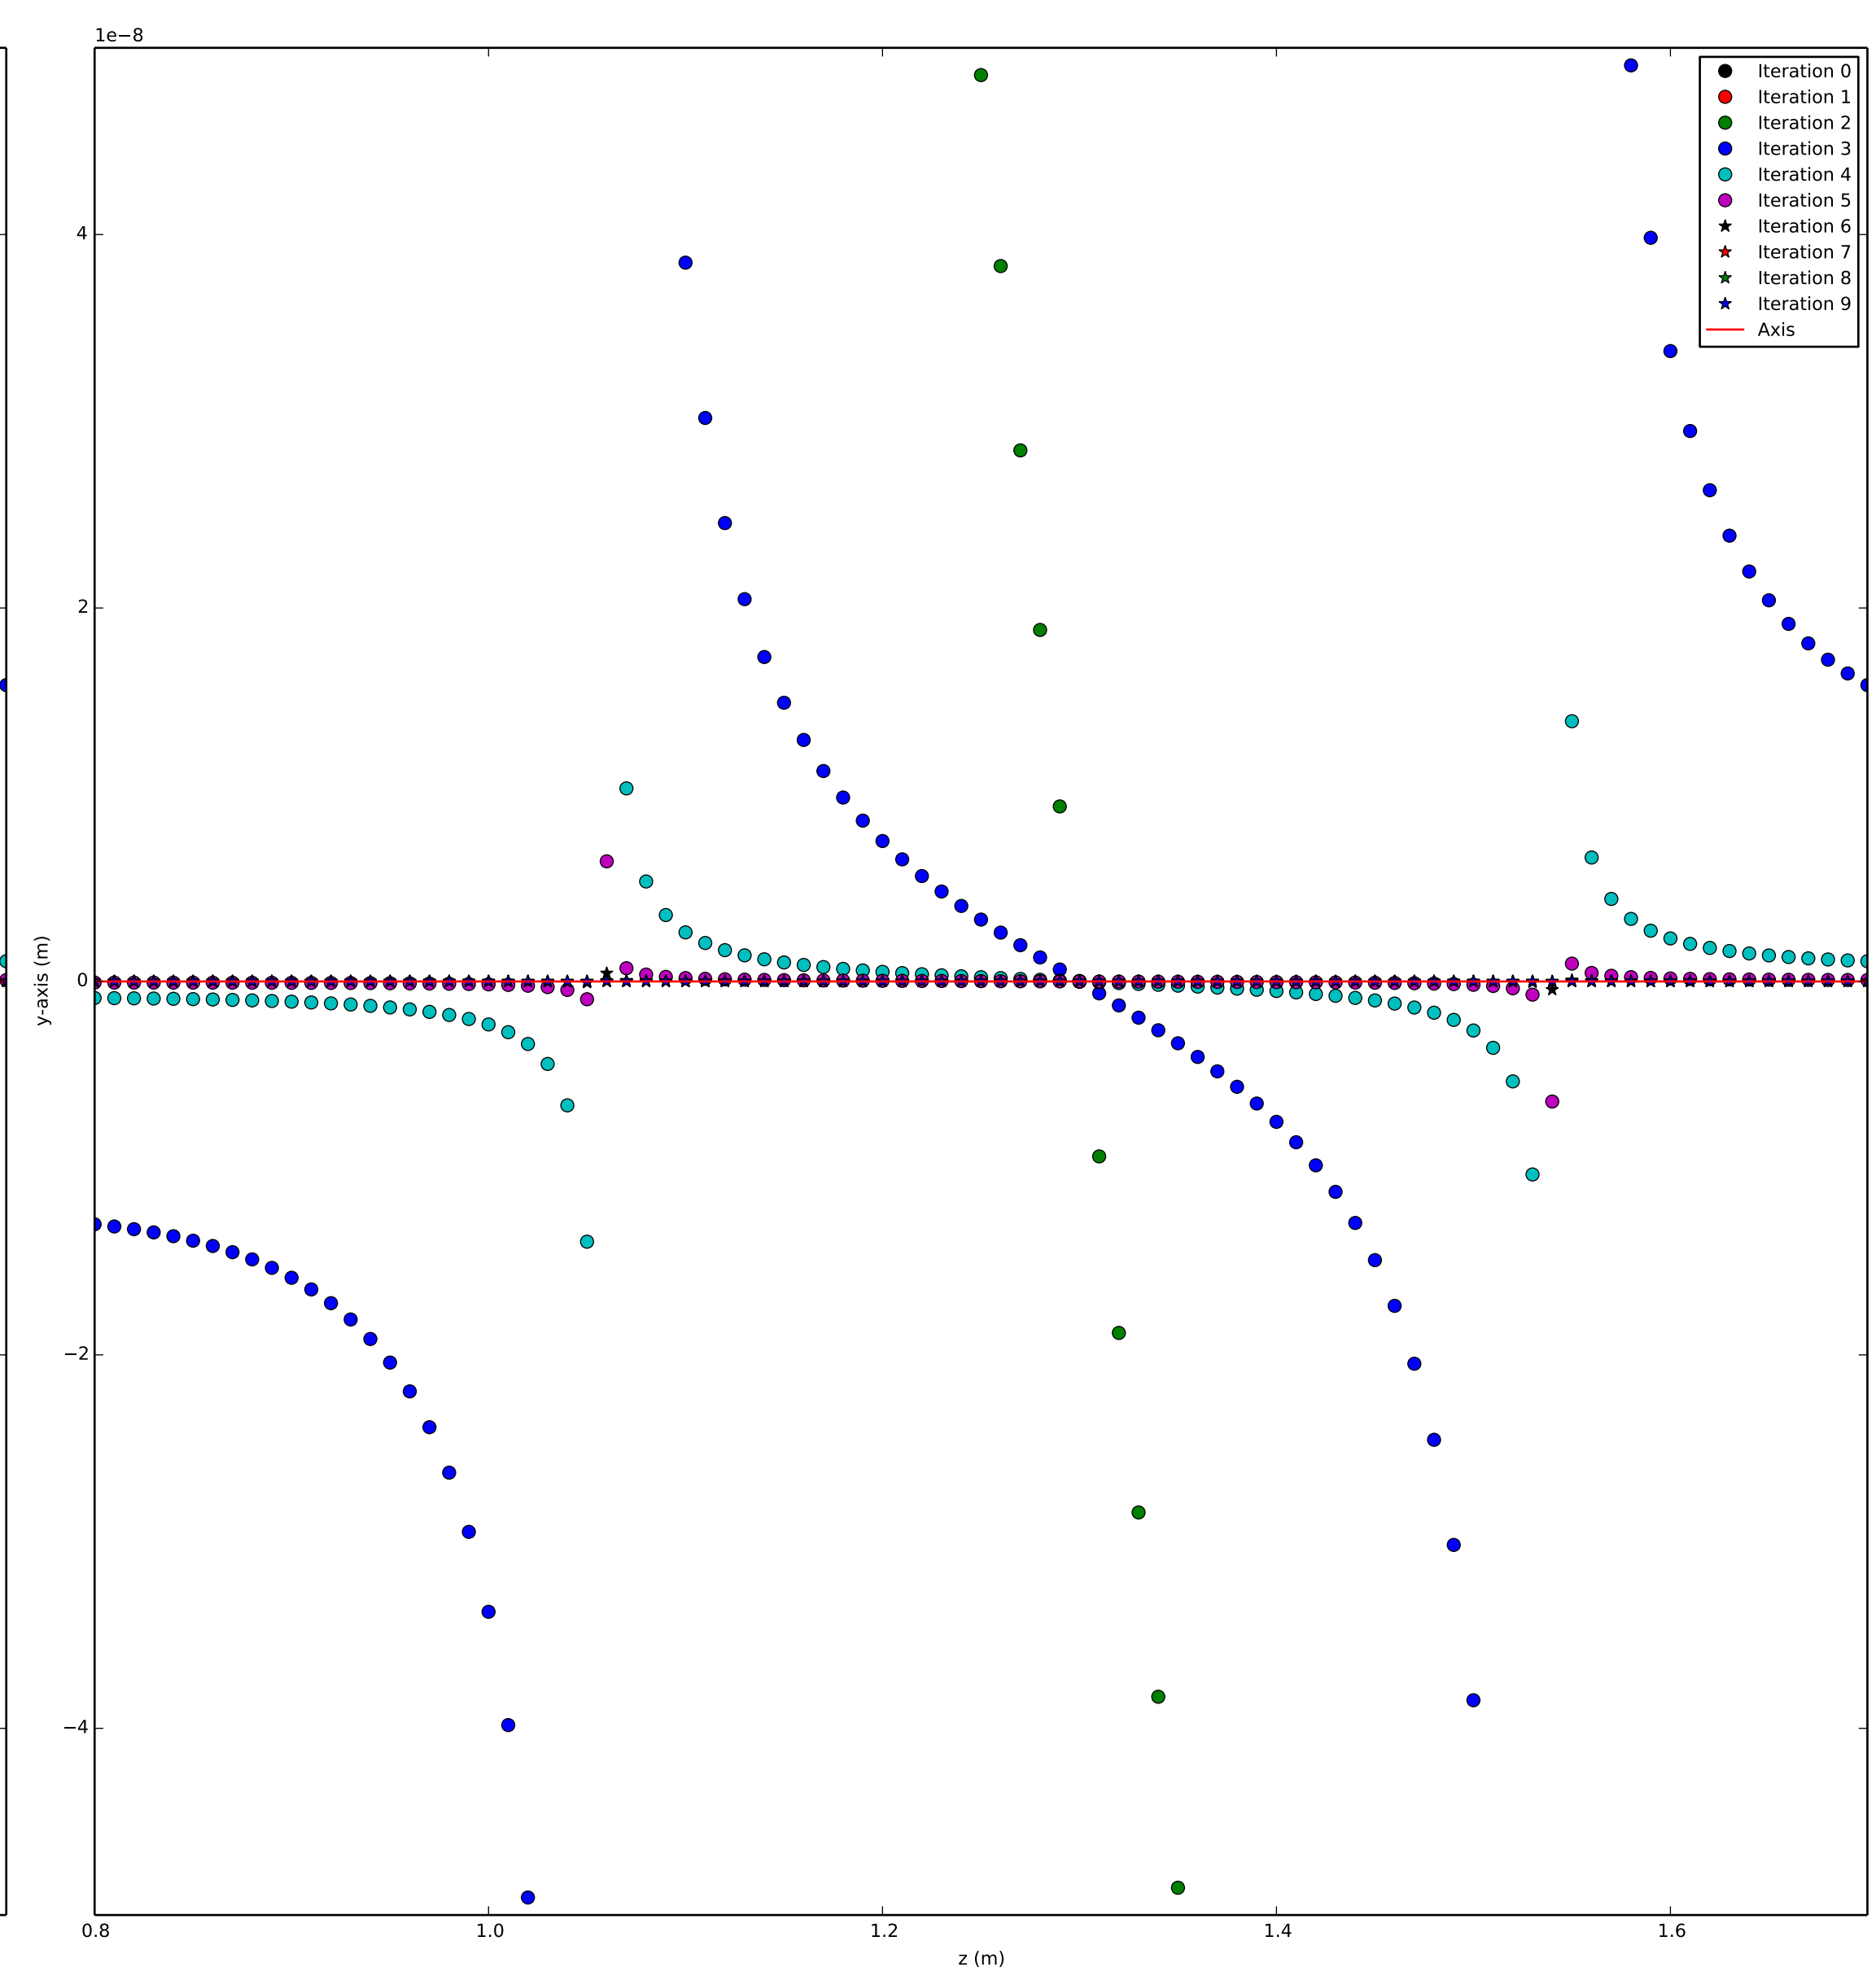 1e−8
Iteration 0
Iteration 1
Iteration 2
Iteration 3
Iteration 4
Iteration 5
Iteration 6
Iteration 7
Iteration 8
Iteration 9
Axis
4
2
0
−2
−4
y-axis (m)
0.8 1.0 1.2 1.4 1.6
z (m)